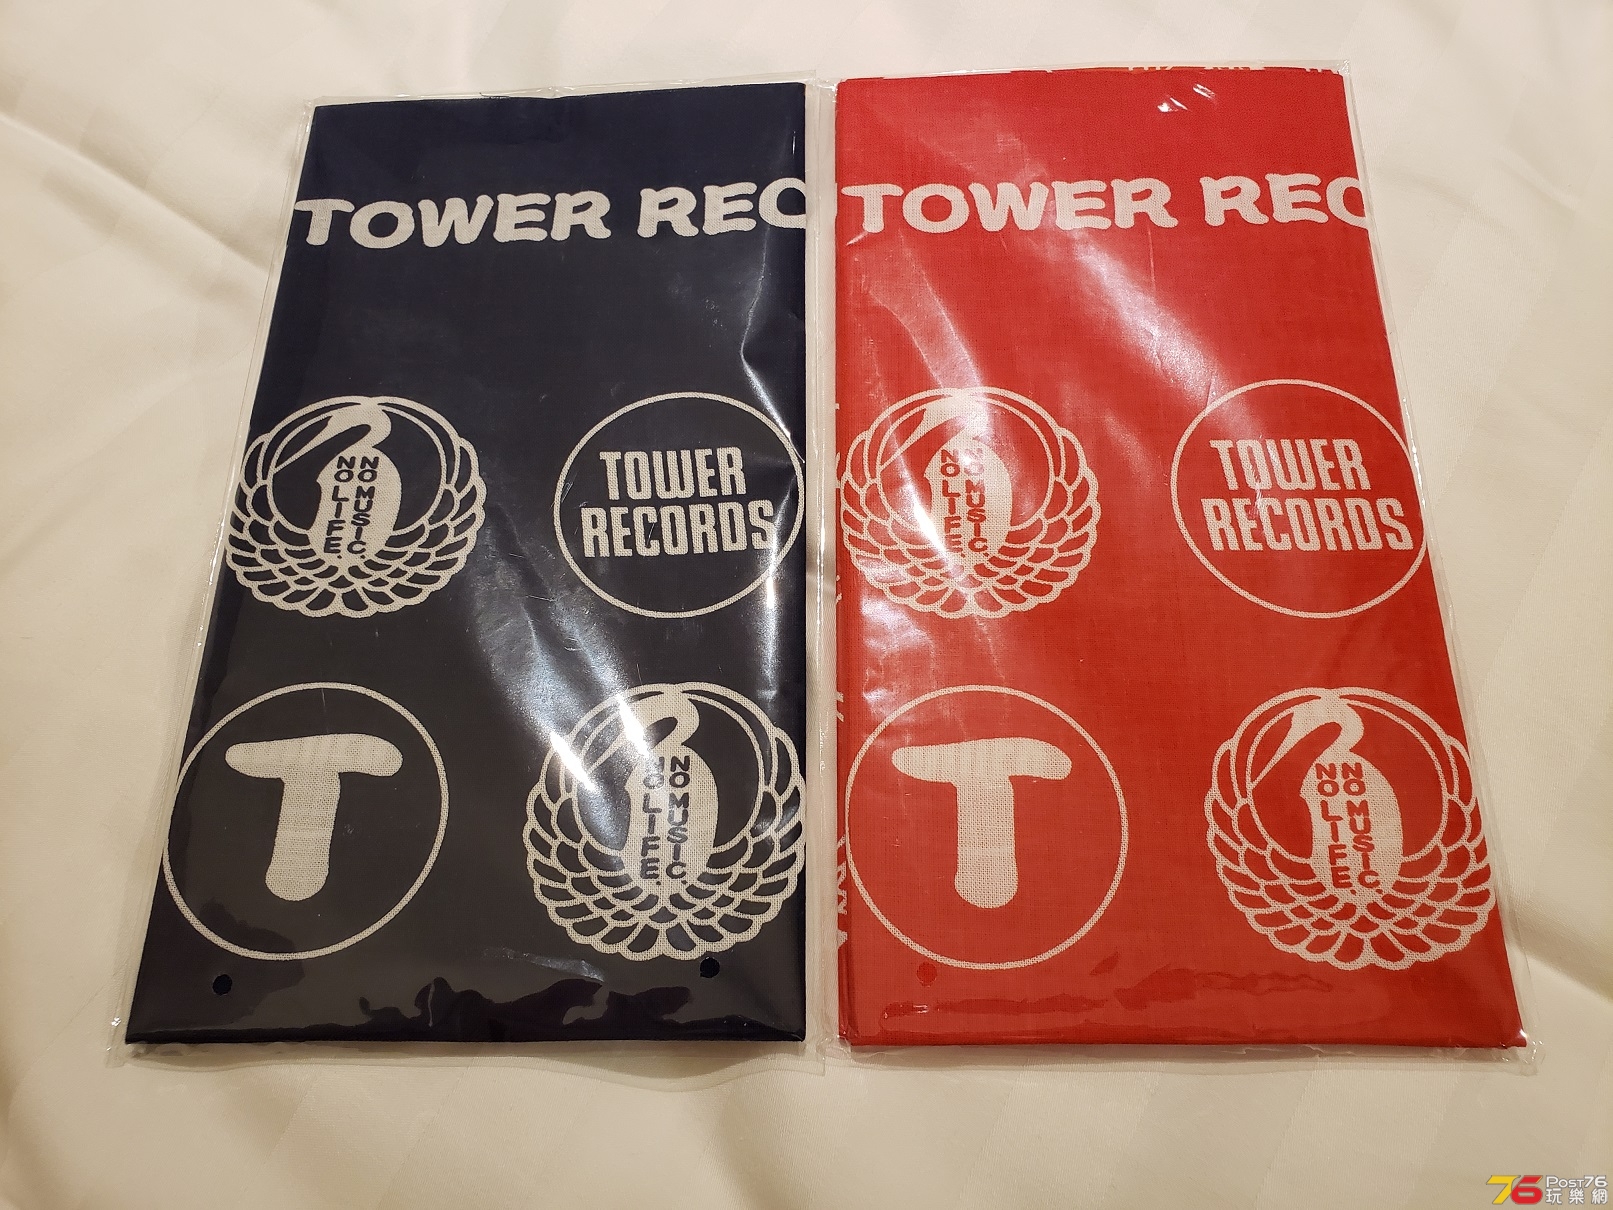 TOWER REC
NO MUSIC.
NO LIFE.
TOWER
RECORDS
T
NO MUSIC.
NO LIFE.
TOWER REC
NO MUSIC.
NO LIFE.
TOWER
RECORDS
T
NO MUSIC.
NO LIFE.
76 Post76
玩樂網